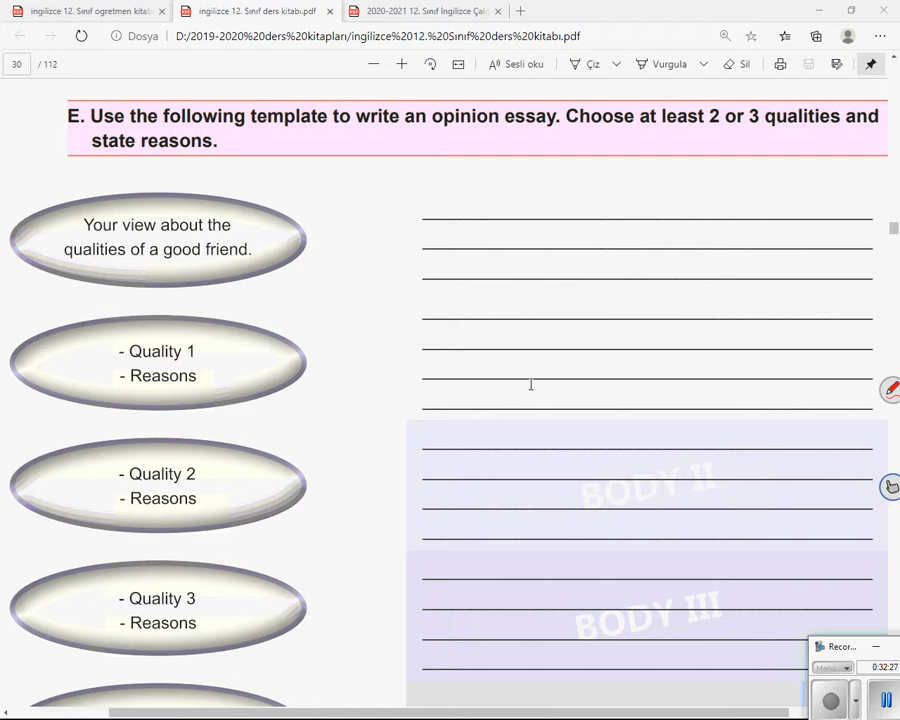 ingilizce 12. Sınıf ogretmen kitab
ingilizce 12. Sınıf ders kitabı.pdf
2020-2021 12. Sınıf İngilizce Çalış
Dosya
D:/2019-2020%20ders%20kitapları/ingilizce%2012.%20Sınıf%20ders%20kitabı.pdf
30 / 112
Sesli oku
Çiz
Vurgula
Sil
E. Use the following template to write an opinion essay. Choose at least 2 or 3 qualities and
state reasons.
Your view about the
qualities of a good friend.
- Quality 1
- Reasons
- Quality 2
- Reasons
BODY II
- Quality 3
- Reasons
BODY III
Recor...
Menu
0:32:27